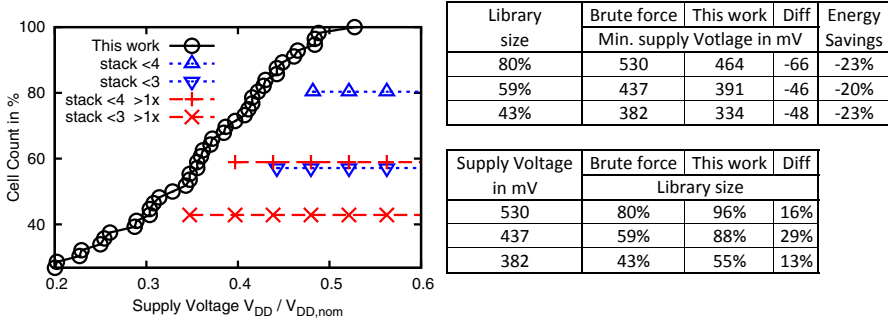 100
80
60
40
Cell Count in %
This work
stack <4
stack <3
stack <4 >1x
stack <3 >1x
0.2 0.3 0.4 0.5 0.6
Supply Voltage VDD / VDD,nom
Library size Brute force This work Diff Energy Savings
Min. supply Votlage in mV
80% 530 464 -66 -23%
59% 437 391 -46 -20%
43% 382 334 -48 -23%
Supply Voltage in mV Brute force This work Diff
Library size
530 80% 96% 16%
437 59% 88% 29%
382 43% 55% 13%